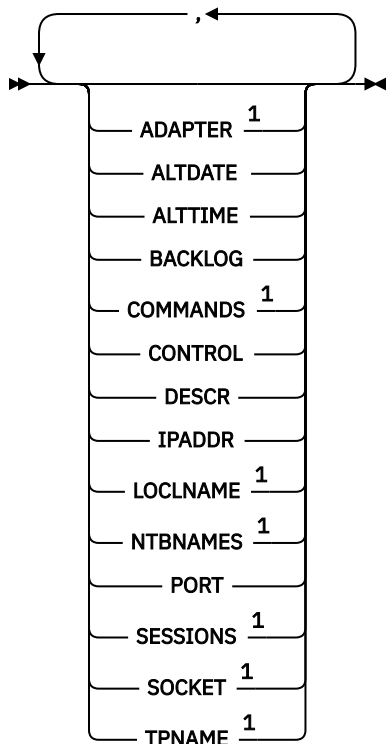 ,
ADAPTER 1
ALTDATE
ALTTIME
BACKLOG
COMMANDS 1
CONTROL
DESCR
IPADDR
LOCLNAME 1
NTBNAMES 1
PORT
SESSIONS 1
SOCKET 1
TPNAME 1